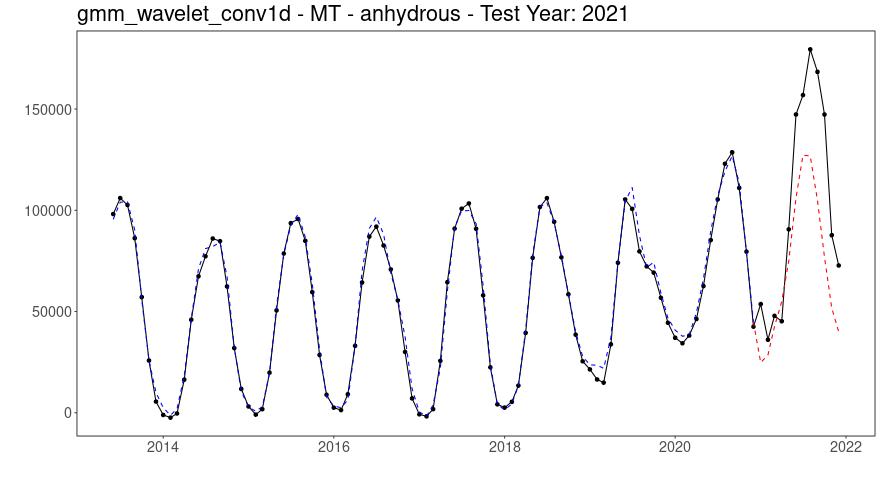 gmm_wavelet_conv1d - MT - anhydrous - Test Year: 2021
150000
100000
50000
0
2014 2016 2018 2020 2022